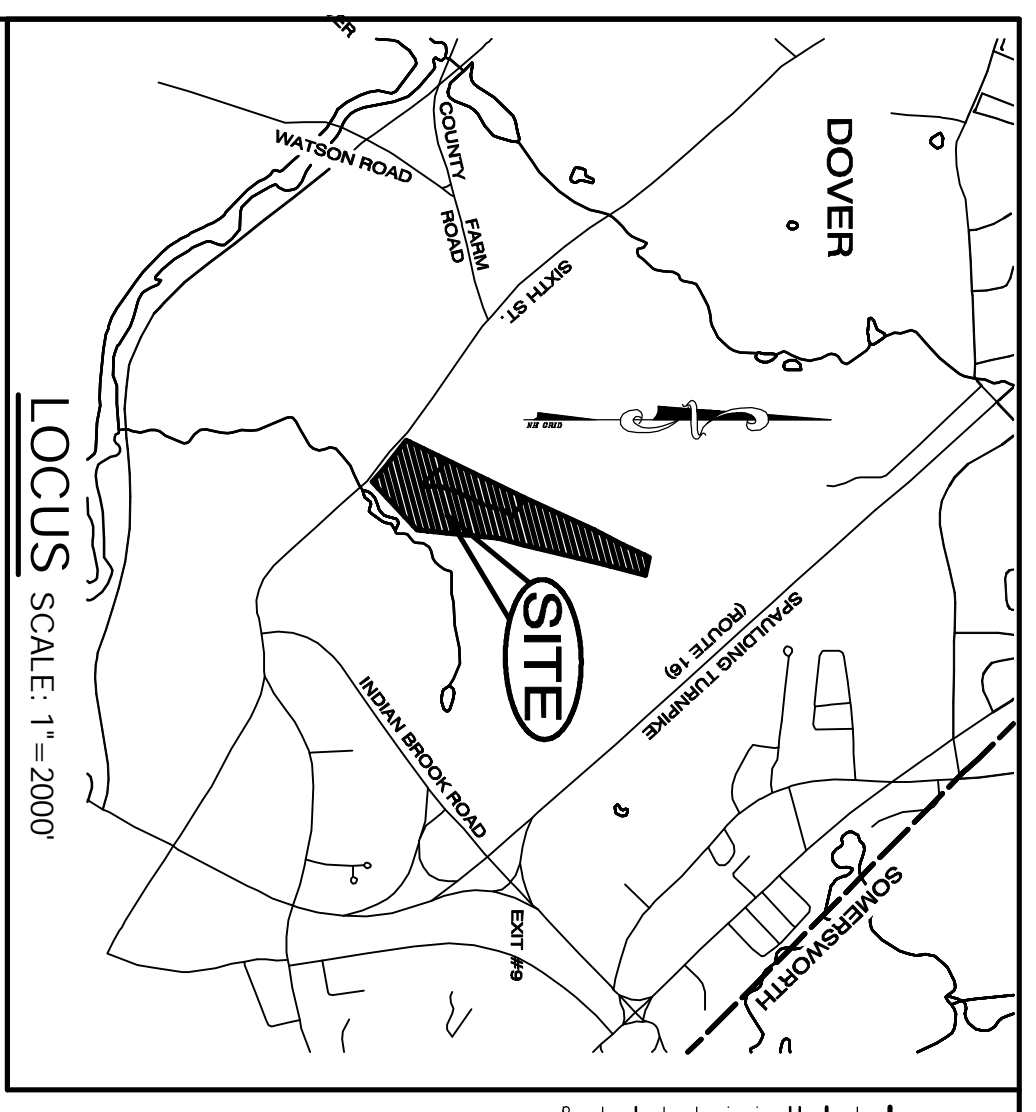 DOVER
SOMERSWORTH
SPAULDING TURNPIKE
(ROUTE 16)
SIXTH ST.
COUNTY
FARM
ROAD
WATSON ROAD
ER
NH GRID
SITE
INDIAN BROOK ROAD
EXIT #9
LOCUS SCALE: 1"=2000'